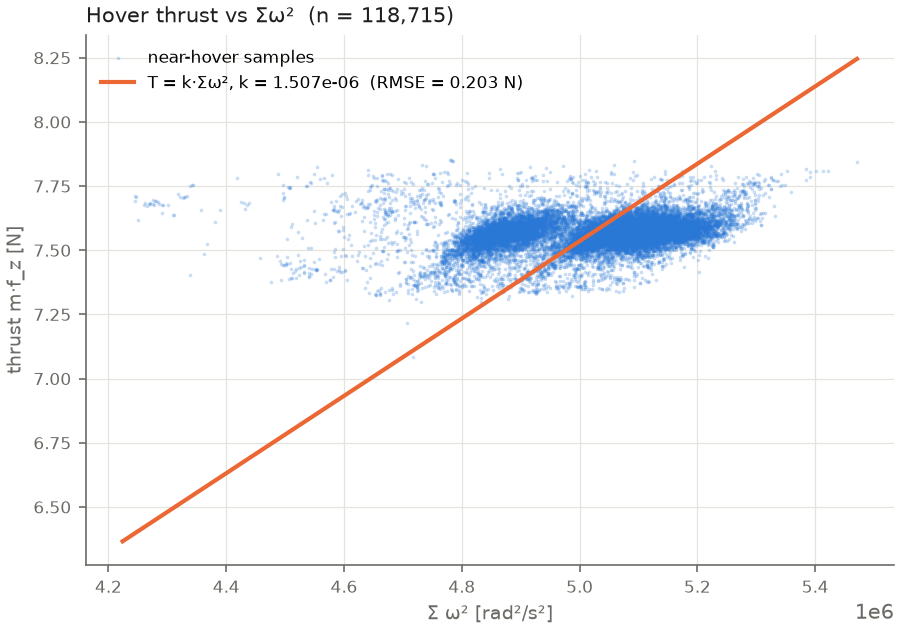 Hover thrust vs Σω²  (n = 118,715)
near-hover samples
T = k·Σω², k = 1.507e-06  (RMSE = 0.203 N)
8.25
8.00
7.75
7.50
7.25
7.00
6.75
6.50
thrust m·f_z [N]
4.2 4.4 4.6 4.8 5.0 5.2 5.4
1e6
Σ ω² [rad²/s²]